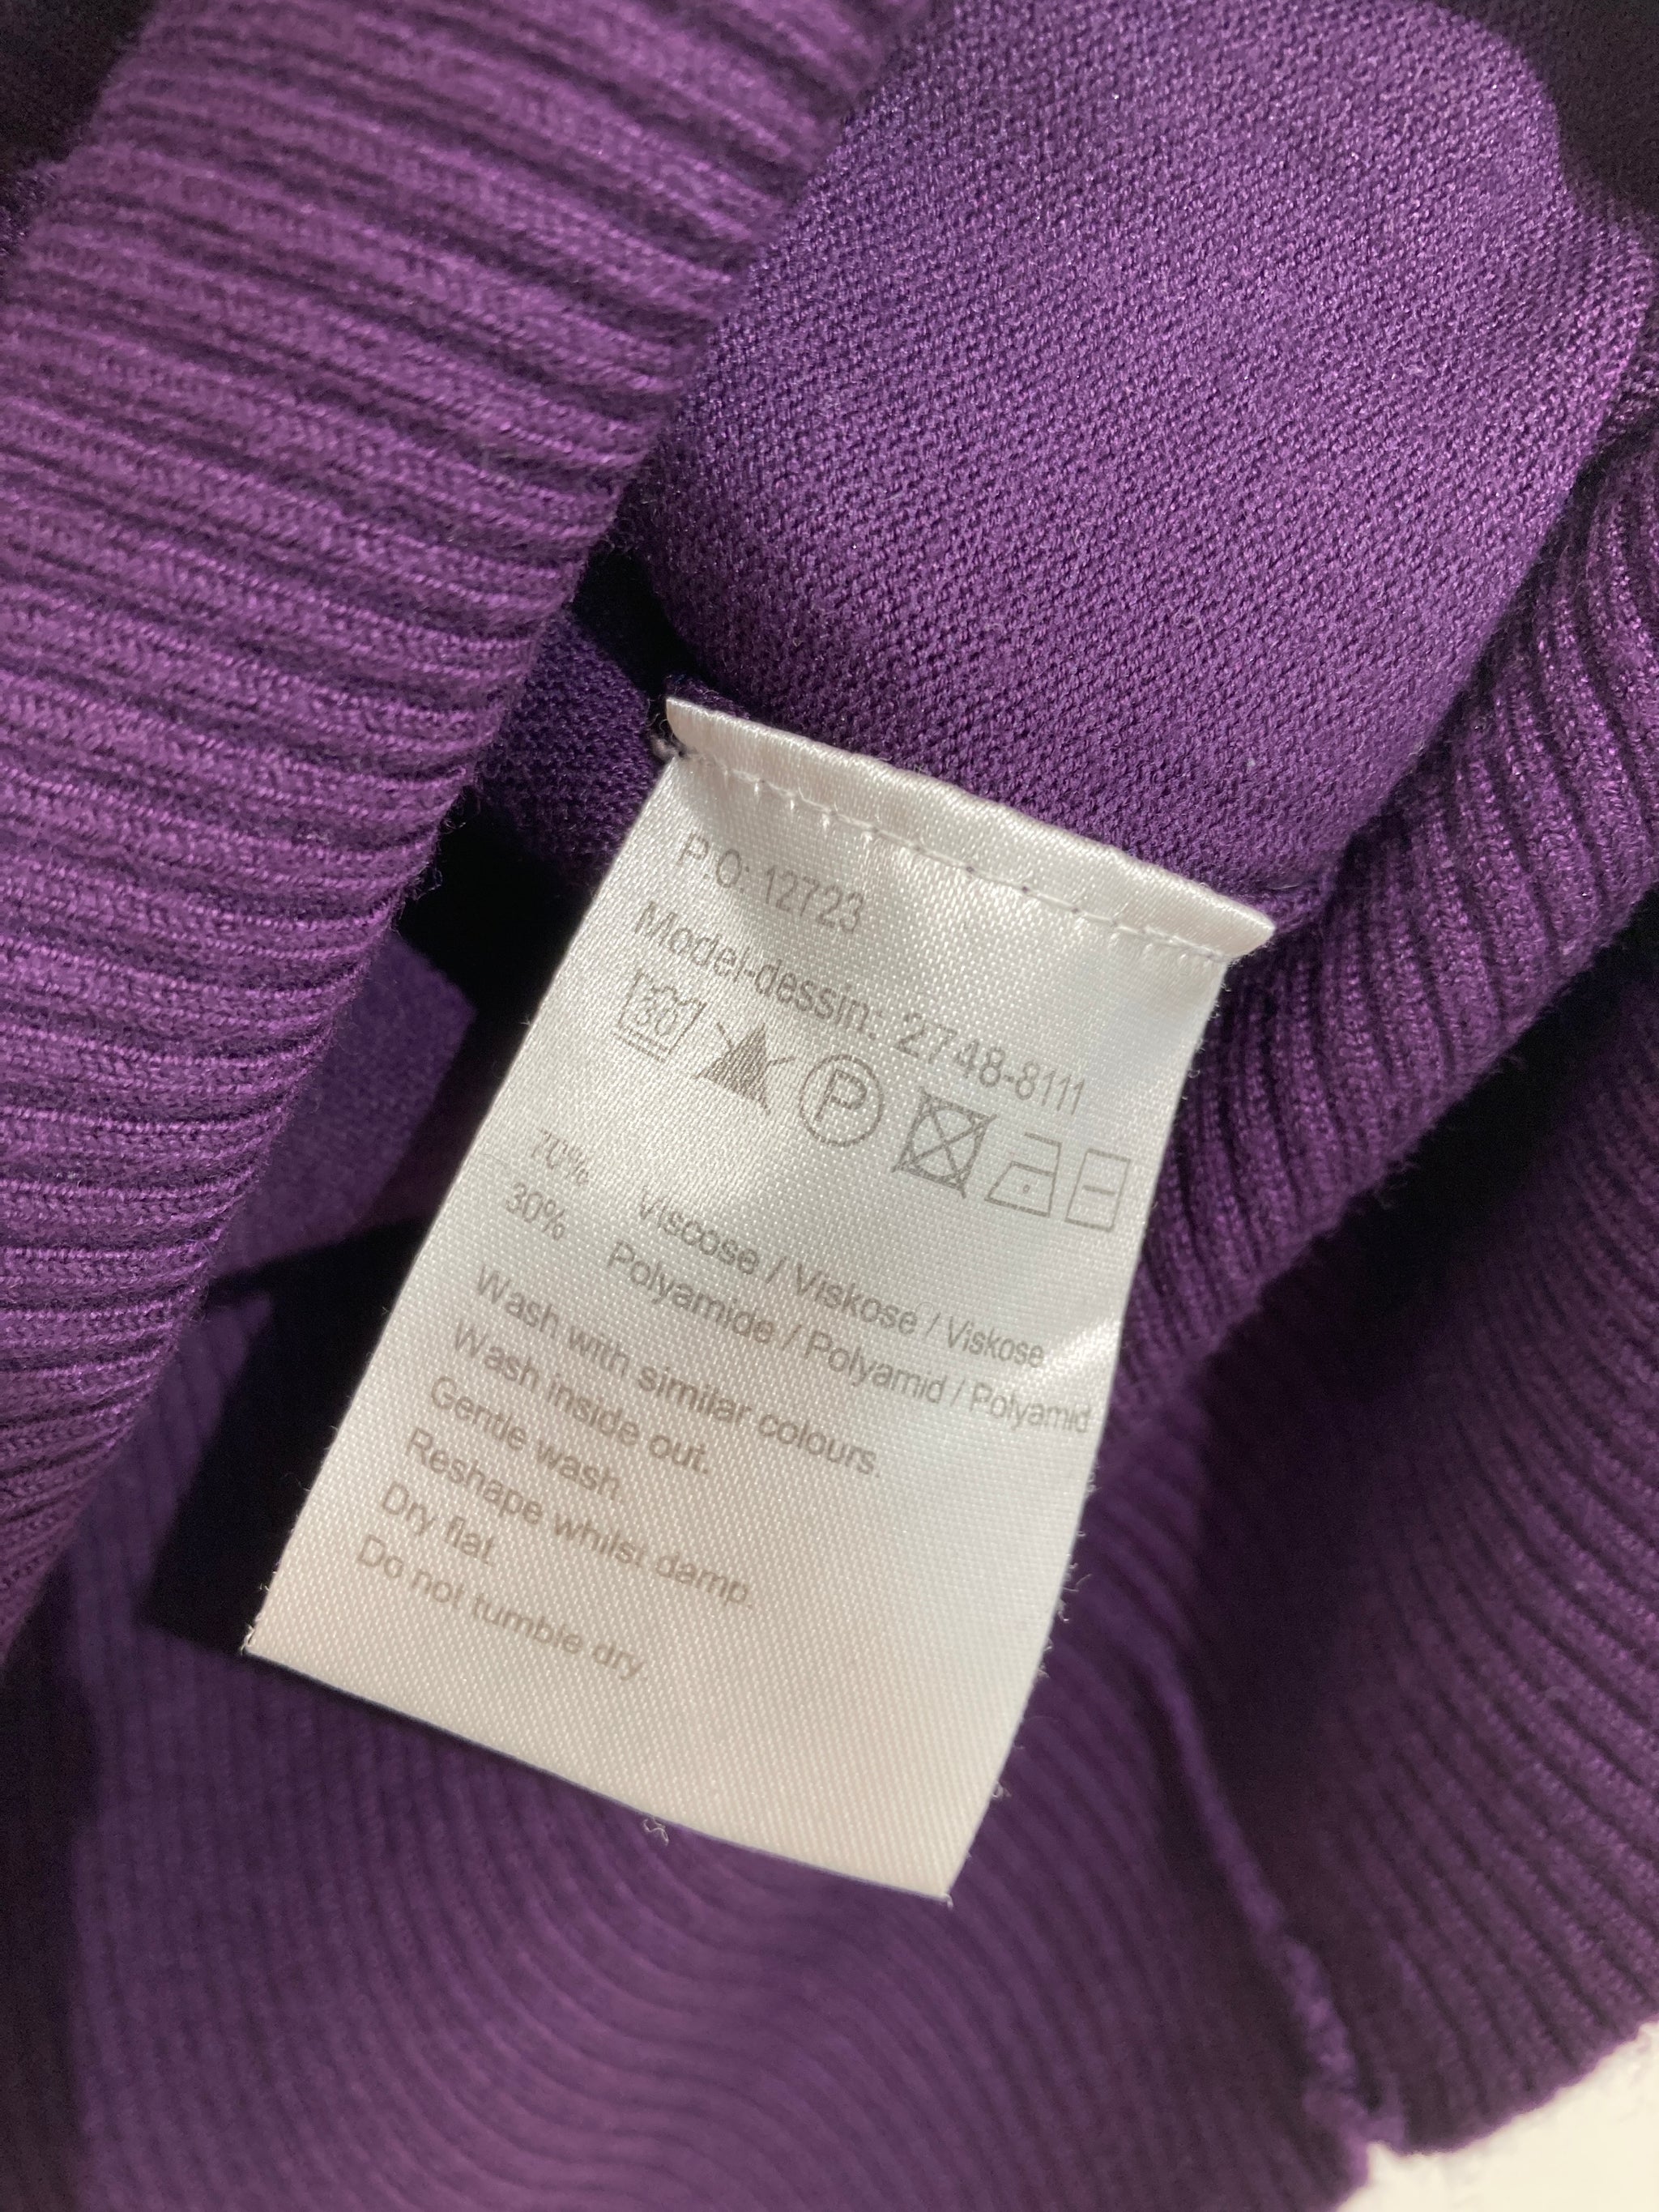 P.O: 12723
Model-dessin: 2748-8111
30 P
70% Viscose / Viskose / Viskose
30% Polyamide / Polyamid / Polyamid
Wash with similar colours.
Wash inside out.
Gentle wash.
Reshape whilst damp.
Dry flat.
Do not tumble dry.